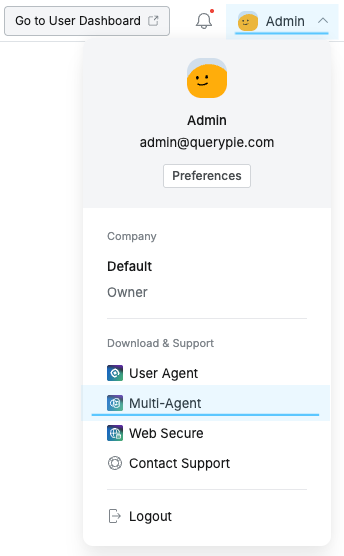 Go to User Dashboard
Admin
Admin
admin@querypie.com
Preferences
Company
Default
Owner
Download & Support
User Agent
Multi-Agent
Web Secure
Contact Support
Logout